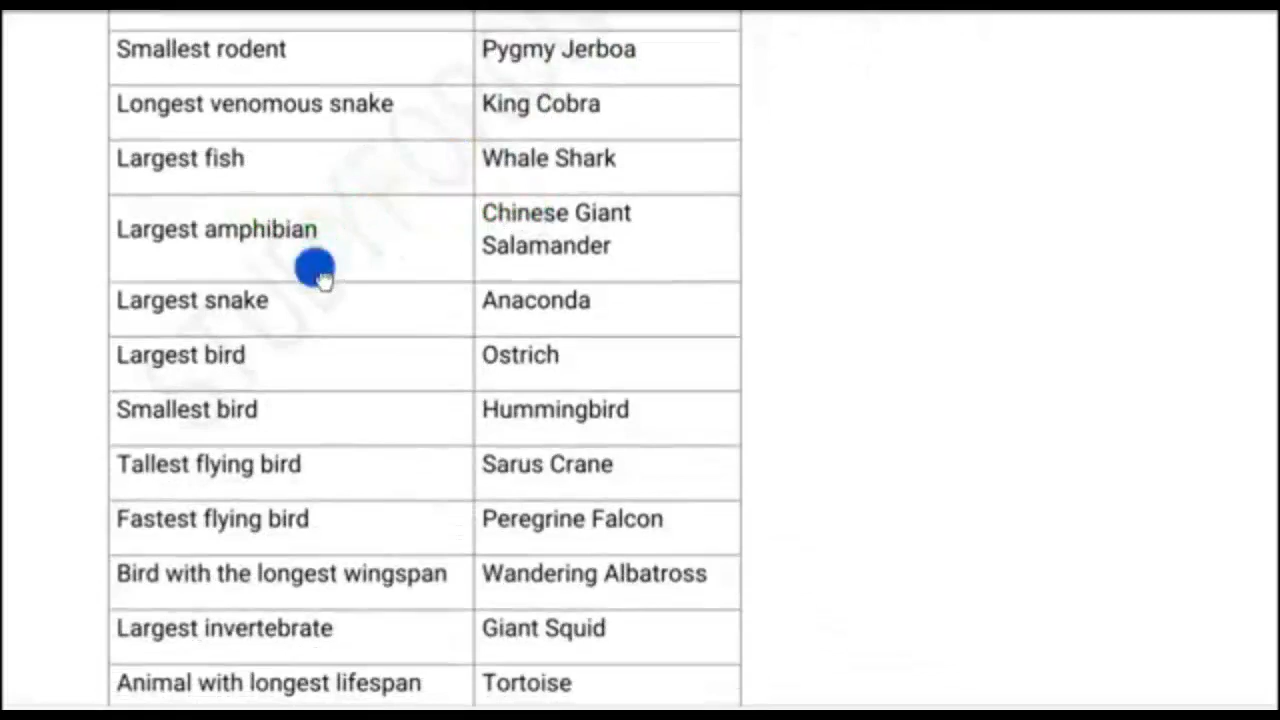 Smallest rodent Pygmy Jerboa
Longest venomous snake King Cobra
Largest fish Whale Shark
Largest amphibian Chinese Giant
Salamander
Largest snake Anaconda
Largest bird Ostrich
Smallest bird Hummingbird
Tallest flying bird Sarus Crane
Fastest flying bird Peregrine Falcon
Bird with the longest wingspan Wandering Albatross
Largest invertebrate Giant Squid
Animal with longest lifespan Tortoise